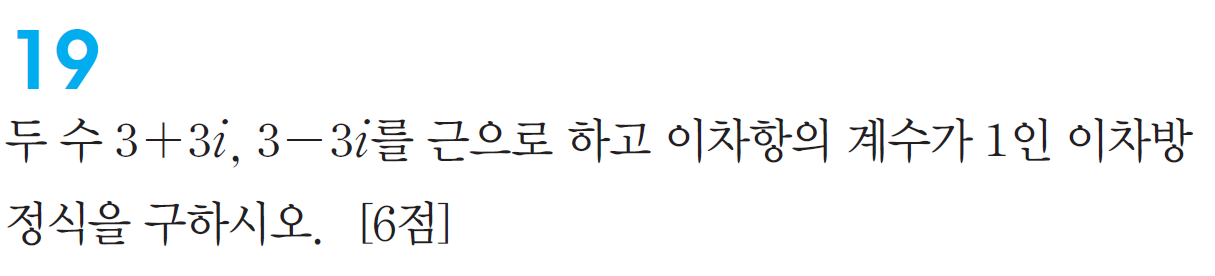 19
두 수 3+3i, 3-3i를 근으로 하고 이차항의 계수가 1인 이차방
정식을 구하시오. [6점]